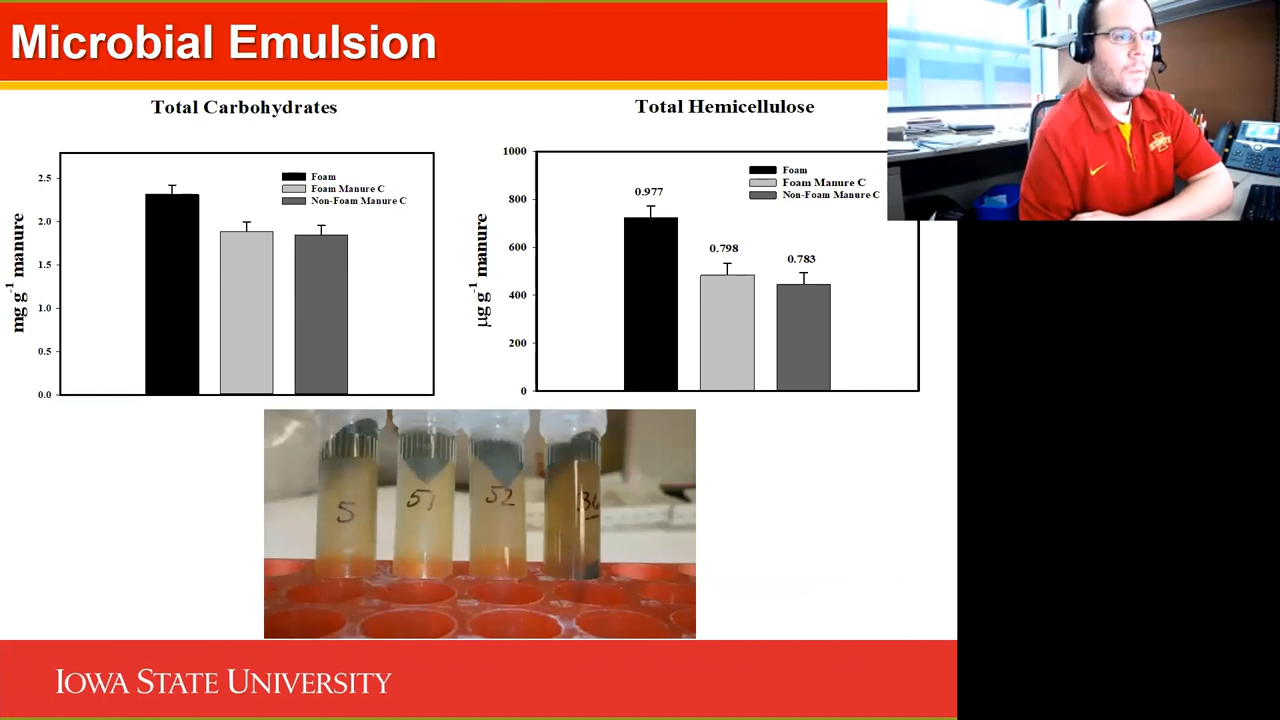 Microbial Emulsion
Total Carbohydrates
mg g-1 manure
2.5
2.0
1.5
1.0
0.5
0.0
Foam
Foam Manure C
Non-Foam Manure C
Total Hemicellulose
μg g-1 manure
1000
800
600
400
200
0
Foam
Foam Manure C
Non-Foam Manure C
0.977
0.798
0.783
5
51
52
IOWA STATE UNIVERSITY